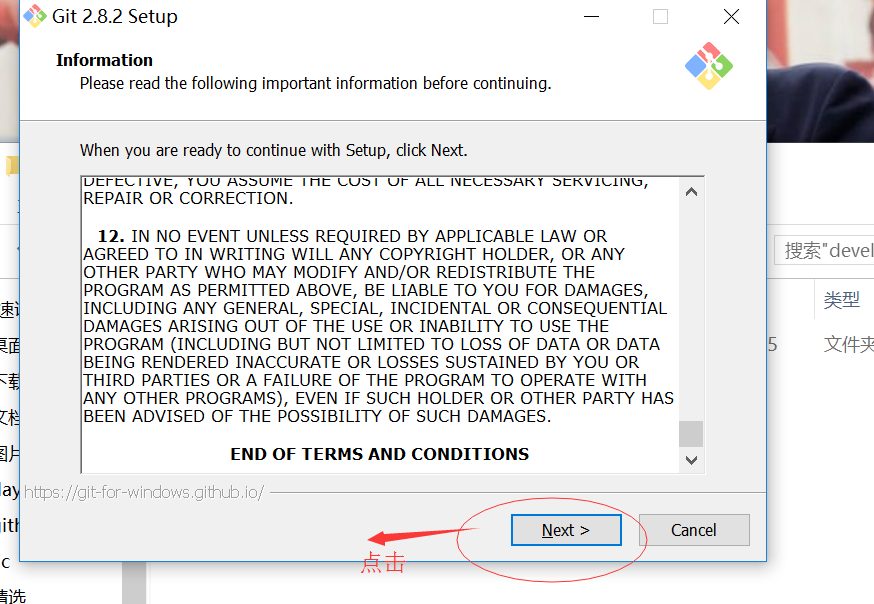 Git 2.8.2 Setup
Information
Please read the following important information before continuing.
When you are ready to continue with Setup, click Next.
DEFECTIVE, YOU ASSUME THE COST OF ALL NECESSARY SERVICING,
REPAIR OR CORRECTION.
12. IN NO EVENT UNLESS REQUIRED BY APPLICABLE LAW OR
AGREED TO IN WRITING WILL ANY COPYRIGHT HOLDER, OR ANY
OTHER PARTY WHO MAY MODIFY AND/OR REDISTRIBUTE THE
PROGRAM AS PERMITTED ABOVE, BE LIABLE TO YOU FOR DAMAGES,
INCLUDING ANY GENERAL, SPECIAL, INCIDENTAL OR CONSEQUENTIAL
DAMAGES ARISING OUT OF THE USE OR INABILITY TO USE THE
PROGRAM (INCLUDING BUT NOT LIMITED TO LOSS OF DATA OR DATA
BEING RENDERED INACCURATE OR LOSSES SUSTAINED BY YOU OR
THIRD PARTIES OR A FAILURE OF THE PROGRAM TO OPERATE WITH
ANY OTHER PROGRAMS), EVEN IF SUCH HOLDER OR OTHER PARTY HAS
BEEN ADVISED OF THE POSSIBILITY OF SUCH DAMAGES.
END OF TERMS AND CONDITIONS
https://git-for-windows.github.io/
Next >
Cancel
点击
搜索"devel
类型
5
文件夹
桌面
下载
文档
图片
lay
ith
c
精选